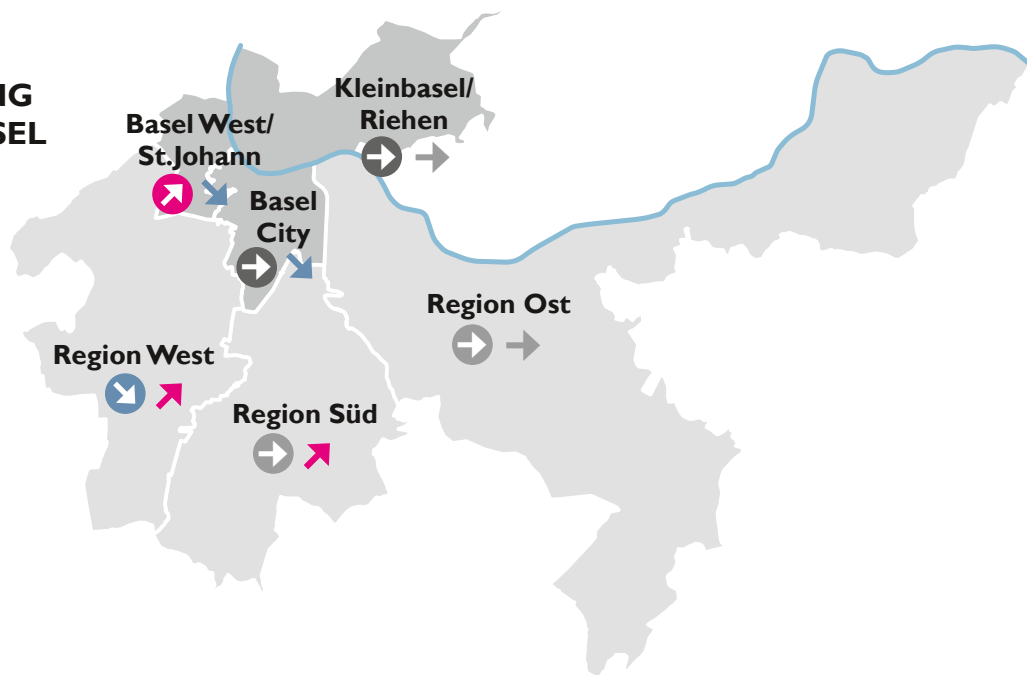 Kleinbasel/
Riehen
Basel West/
St.Johann
Basel
City
Region Ost
Region West
Region Süd